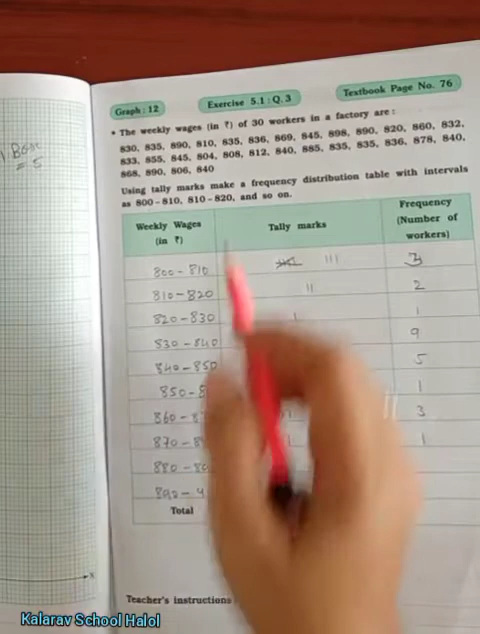 Graph : 12
Exercise 5.1 : Q. 3
Textbook Page No. 76
• The weekly wages (in ₹) of 30 workers in a factory are :
830, 835, 890, 810, 835, 836, 869, 845, 898, 890, 820, 860, 832,
833, 855, 845, 804, 808, 812, 840, 885, 835, 835, 836, 878, 840,
868, 890, 806, 840
Using tally marks make a frequency distribution table with intervals
as 800 - 810, 810 - 820, and so on.
Weekly Wages (in ₹) Tally marks Frequency (Number of workers)
800 - 810 ||| 3
810 - 820 || 2
820 - 830 | 1
830 - 840 9
840 - 850 5
850 - 1
860 - 3
870 - | 1
880 -
890 -
Total
Teacher's instructions
Base
= 5
X
Kalarav School Halol